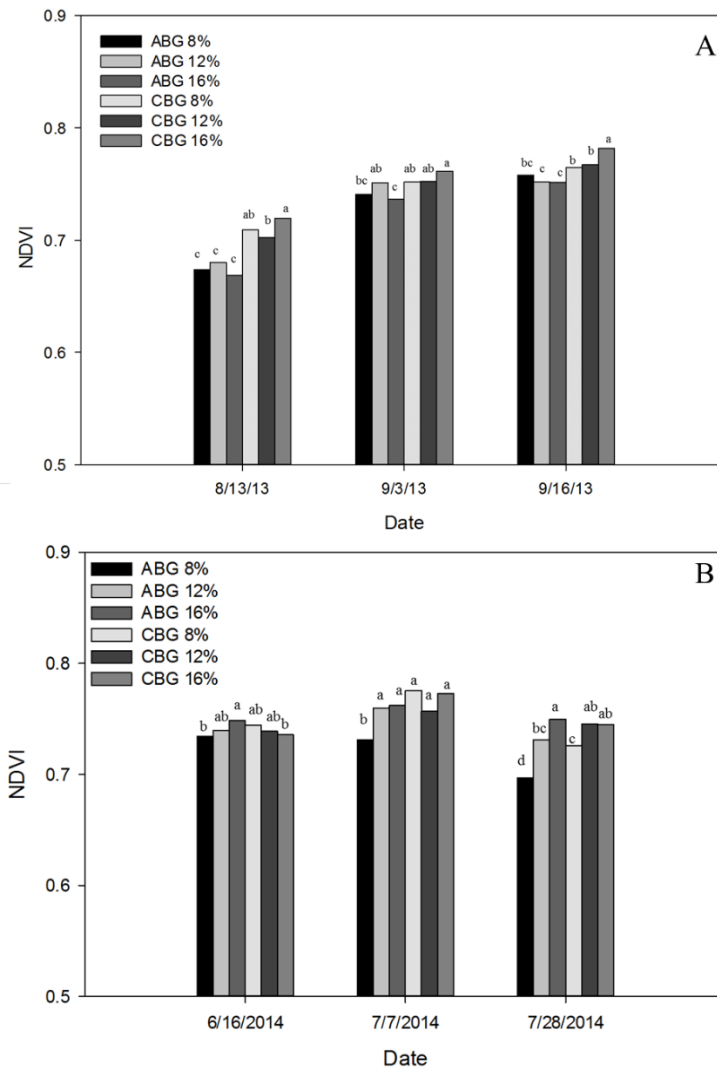 A
0.9
ABG 8%
ABG 12%
ABG 16%
CBG 8%
CBG 12%
CBG 16%
0.8
0.7
0.6
0.5
NDVI
c c c ab b a
bc ab c ab ab a
bc c c b b a
8/13/13 9/3/13 9/16/13
Date
B
0.9
ABG 8%
ABG 12%
ABG 16%
CBG 8%
CBG 12%
CBG 16%
0.8
0.7
0.6
0.5
NDVI
b ab a ab ab b
b a a a a a
d bc a c ab ab
6/16/2014 7/7/2014 7/28/2014
Date